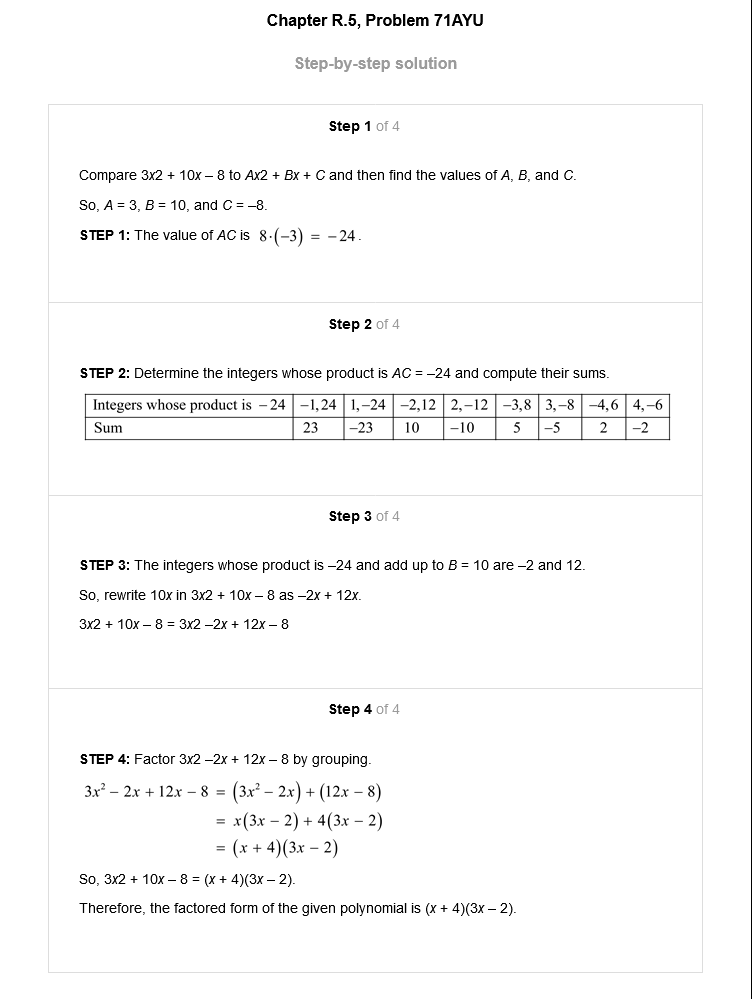 Chapter R.5, Problem 71AYU
Step-by-step solution
Step 1 of 4
Compare 3x2 + 10x – 8 to Ax2 + Bx + C and then find the values of A, B, and C.
So, A = 3, B = 10, and C = –8.
STEP 1: The value of AC is 8·(−3) = −24.
Step 2 of 4
STEP 2: Determine the integers whose product is AC = –24 and compute their sums.
Integers whose product is −24 −1,24 1,−24 −2,12 2,−12 −3,8 3,−8 −4,6 4,−6
Sum 23 −23 10 −10 5 −5 2 −2
Step 3 of 4
STEP 3: The integers whose product is –24 and add up to B = 10 are –2 and 12.
So, rewrite 10x in 3x2 + 10x – 8 as –2x + 12x.
3x2 + 10x – 8 = 3x2 –2x + 12x – 8
Step 4 of 4
STEP 4: Factor 3x2 –2x + 12x – 8 by grouping.
3x² − 2x + 12x − 8 = (3x² − 2x) + (12x − 8)
= x(3x − 2) + 4(3x − 2)
= (x + 4)(3x − 2)
So, 3x2 + 10x – 8 = (x + 4)(3x – 2).
Therefore, the factored form of the given polynomial is (x + 4)(3x – 2).